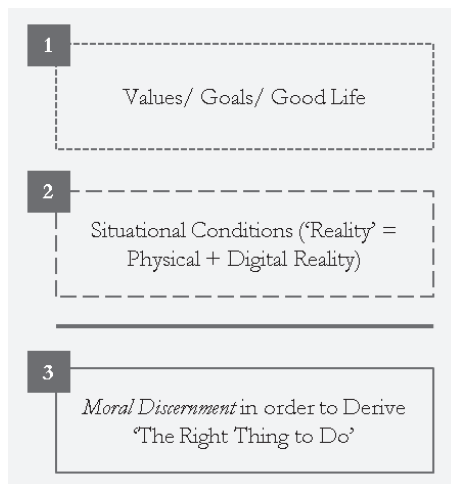 1
Values/ Goals/ Good Life
2
Situational Conditions (‘Reality’ =
Physical + Digital Reality)
3
Moral Discernment in order to Derive
‘The Right Thing to Do’